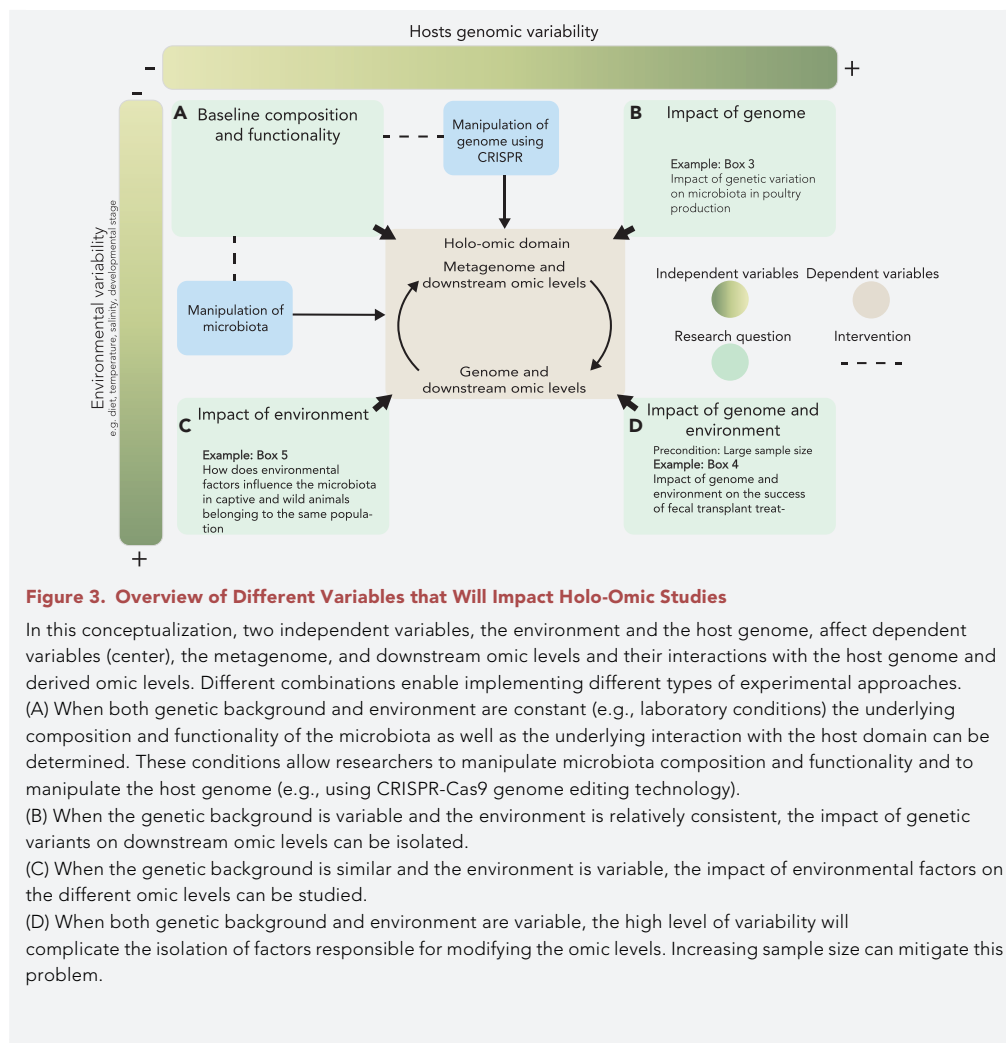 Hosts genomic variability
-
+
-
A Baseline composition
and functionality
Manipulation of
genome using
CRISPR
B Impact of genome
Example: Box 3
Impact of genetic variation
on microbiota in poultry
production
Environmental variability
e.g. diet, temperature, salinity, developmental stage
Holo-omic domain
Metagenome and
downstream omic levels
Genome and
downstream omic levels
Manipulation of
microbiota
Independent variables
Dependent variables
Research question
Intervention
C Impact of environment
Example: Box 5
How does environmental
factors influence the microbiota
in captive and wild animals
belonging to the same popula-
tion
D Impact of genome and
environment
Precondition: Large sample size
Example: Box 4
Impact of genome and
environment on the success
of fecal transplant treat-
+
Figure 3. Overview of Different Variables that Will Impact Holo-Omic Studies
In this conceptualization, two independent variables, the environment and the host genome, affect dependent
variables (center), the metagenome, and downstream omic levels and their interactions with the host genome and
derived omic levels. Different combinations enable implementing different types of experimental approaches.
(A) When both genetic background and environment are constant (e.g., laboratory conditions) the underlying
composition and functionality of the microbiota as well as the underlying interaction with the host domain can be
determined. These conditions allow researchers to manipulate microbiota composition and functionality and to
manipulate the host genome (e.g., using CRISPR-Cas9 genome editing technology).
(B) When the genetic background is variable and the environment is relatively consistent, the impact of genetic
variants on downstream omic levels can be isolated.
(C) When the genetic background is similar and the environment is variable, the impact of environmental factors on
the different omic levels can be studied.
(D) When both genetic background and environment are variable, the high level of variability will
complicate the isolation of factors responsible for modifying the omic levels. Increasing sample size can mitigate this
problem.